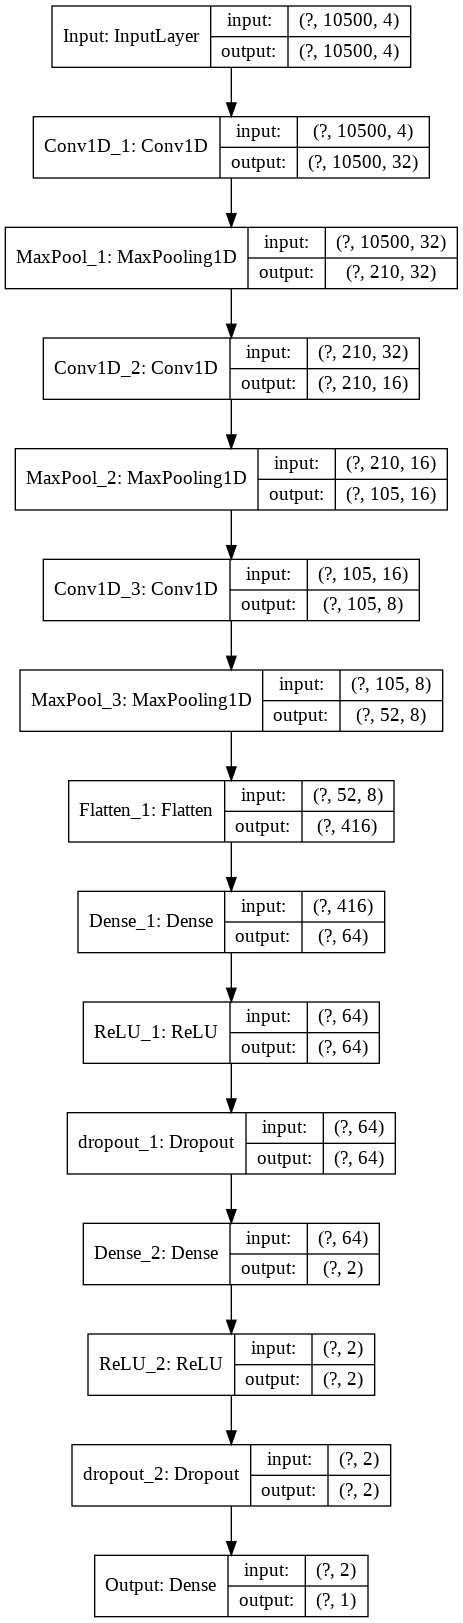 Input: InputLayer
input: (?, 10500, 4)
output: (?, 10500, 4)
Conv1D_1: Conv1D
input: (?, 10500, 4)
output: (?, 10500, 32)
MaxPool_1: MaxPooling1D
input: (?, 10500, 32)
output: (?, 210, 32)
Conv1D_2: Conv1D
input: (?, 210, 32)
output: (?, 210, 16)
MaxPool_2: MaxPooling1D
input: (?, 210, 16)
output: (?, 105, 16)
Conv1D_3: Conv1D
input: (?, 105, 16)
output: (?, 105, 8)
MaxPool_3: MaxPooling1D
input: (?, 105, 8)
output: (?, 52, 8)
Flatten_1: Flatten
input: (?, 52, 8)
output: (?, 416)
Dense_1: Dense
input: (?, 416)
output: (?, 64)
ReLU_1: ReLU
input: (?, 64)
output: (?, 64)
dropout_1: Dropout
input: (?, 64)
output: (?, 64)
Dense_2: Dense
input: (?, 64)
output: (?, 2)
ReLU_2: ReLU
input: (?, 2)
output: (?, 2)
dropout_2: Dropout
input: (?, 2)
output: (?, 2)
Output: Dense
input: (?, 2)
output: (?, 1)